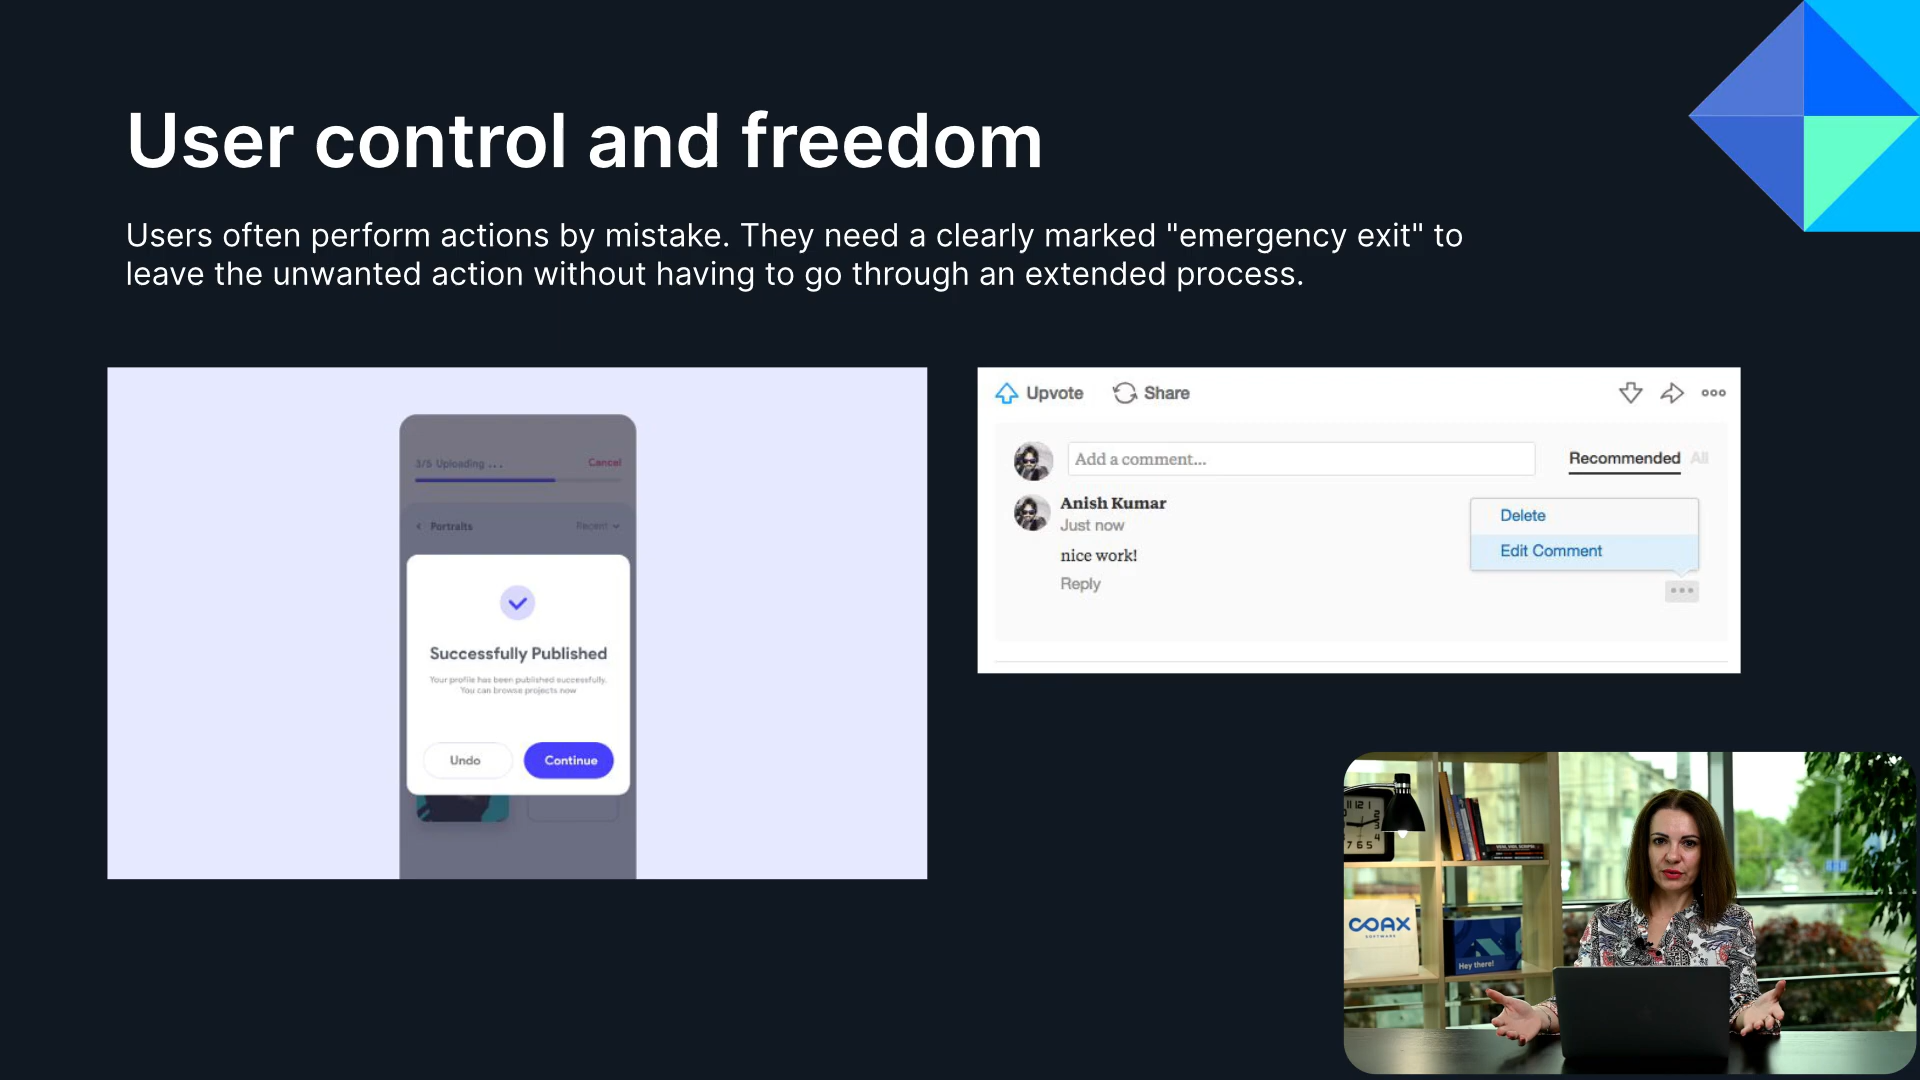 User control and freedom
Users often perform actions by mistake. They need a clearly marked "emergency exit" to
leave the unwanted action without having to go through an extended process.
3/5 Uploading ...
Cancel
Portraits
Recent
Successfully Published
Your profile has been published successfully.
You can browse projects now
Undo
Continue
Upvote
Share
Add a comment...
Recommended
All
Anish Kumar
Just now
nice work!
Reply
Delete
Edit Comment
COAX
SOFTWARE
Hey there!